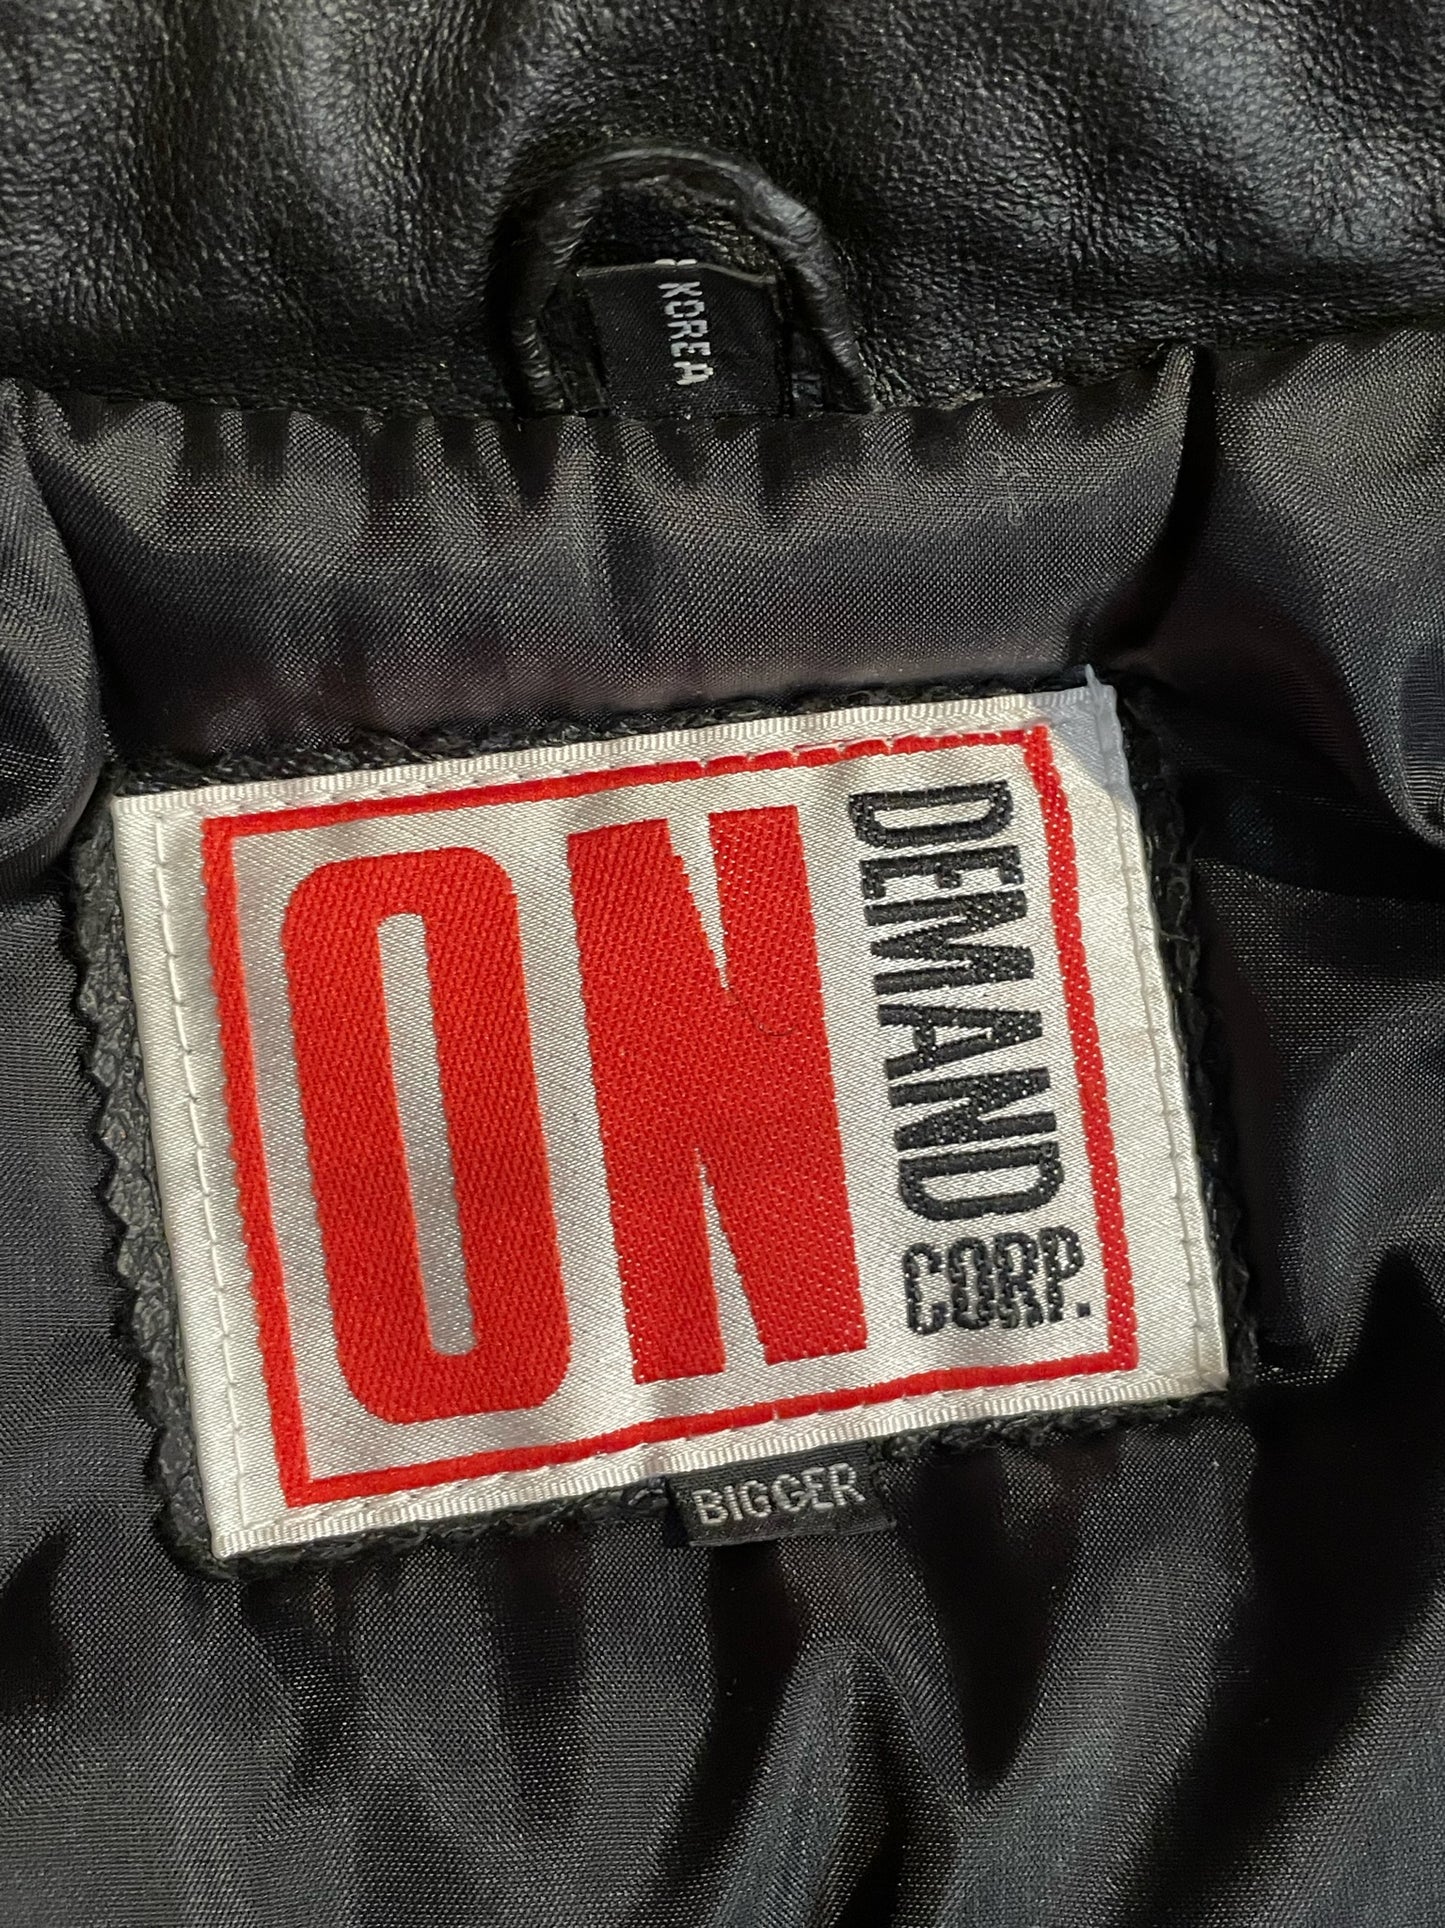 KOREA
ON
DEMAND
CORP.
BIGGER